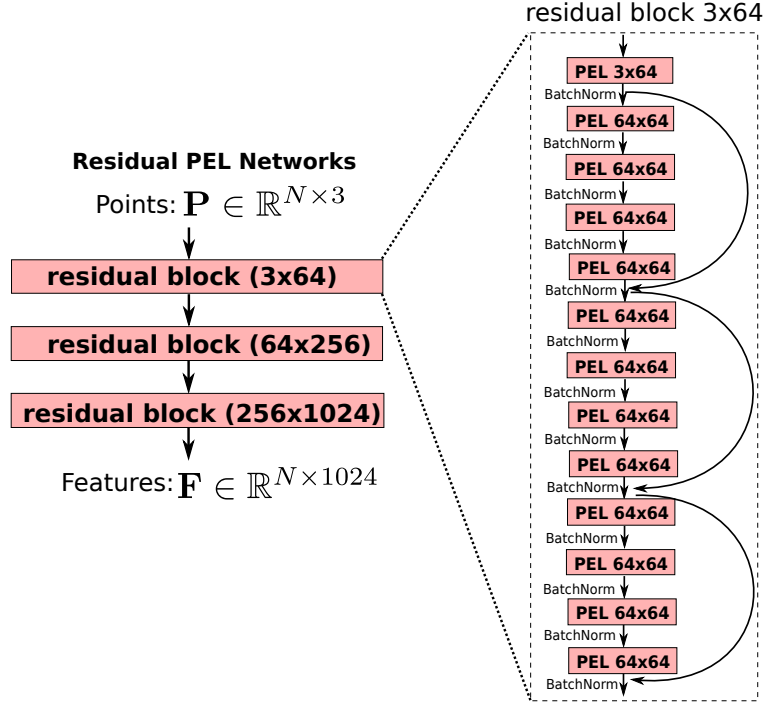 Residual PEL Networks
Points: P ∈ ℝ^{N×3}
residual block (3x64)
residual block (64x256)
residual block (256x1024)
Features: F ∈ ℝ^{N×1024}
residual block 3x64
PEL 3x64
BatchNorm
PEL 64x64
BatchNorm
PEL 64x64
BatchNorm
PEL 64x64
BatchNorm
PEL 64x64
BatchNorm
PEL 64x64
BatchNorm
PEL 64x64
BatchNorm
PEL 64x64
BatchNorm
PEL 64x64
BatchNorm
PEL 64x64
BatchNorm
PEL 64x64
BatchNorm
PEL 64x64
BatchNorm
PEL 64x64
BatchNorm